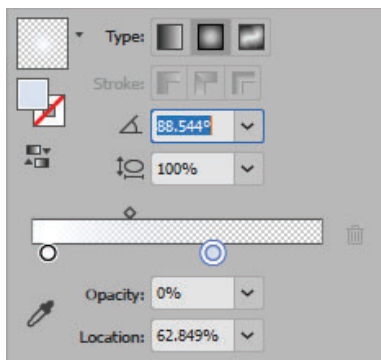 Type:
Stroke:
88.544°
100%
Opacity: 0%
Location: 62.849%